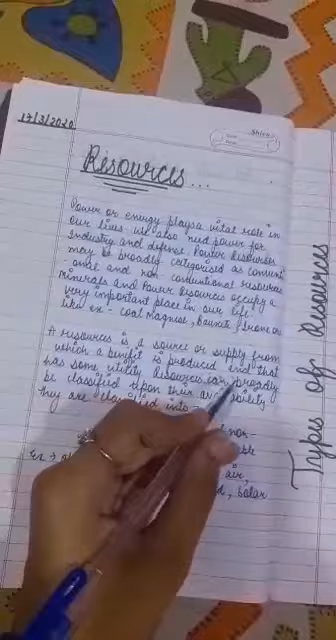 17/3/2020
Resources...
Power or energy plays a vital role in
our lives we also need power for
Industry and defense Power Resources
may be broadly categorised as convent
-onal and non conventional resources
Minerals and Power Resources occupy a
very important place in our life.
like ex - coal Magnese, Bauxite, Iron
A resources is a source or supply from
which a benefit is produced and that
has some utility Resources can broadly
be classified upon their
they are classified into
non-
air,
, solar
Types of Resources